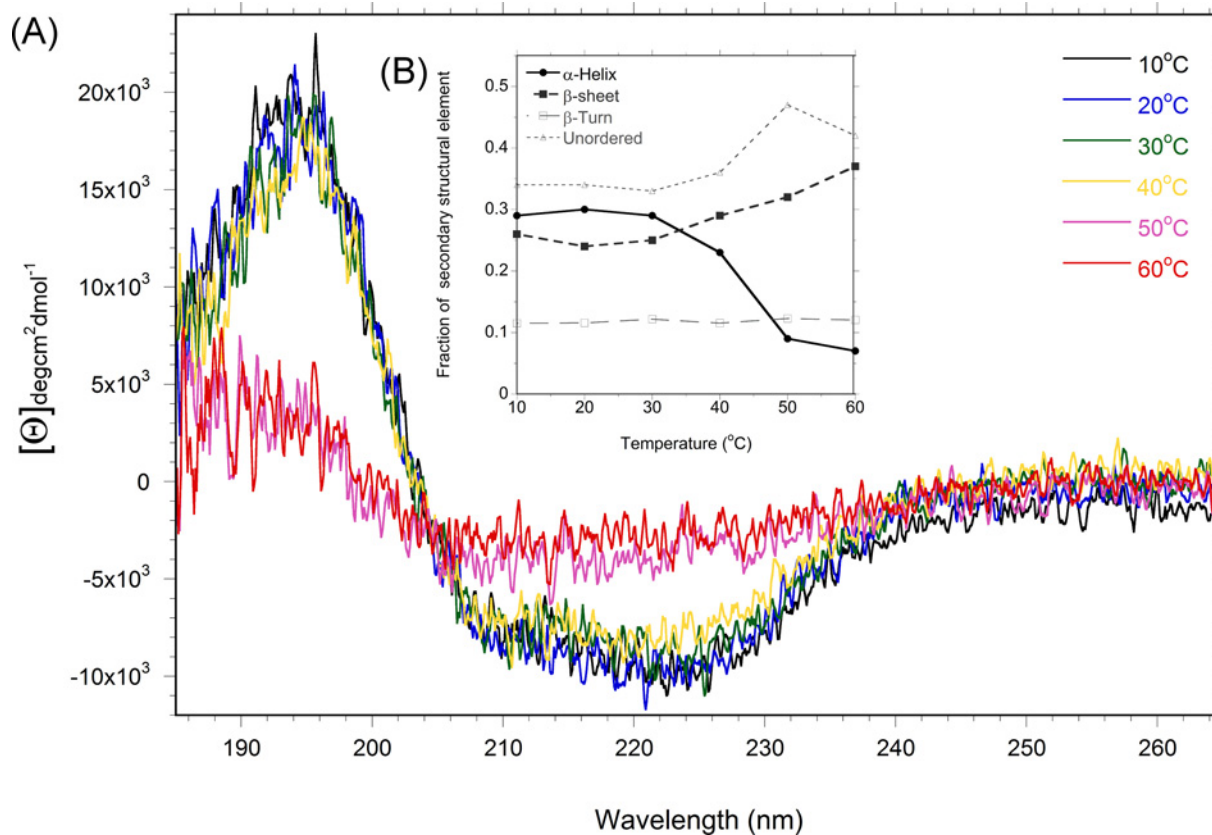 (A)
(B)
[Θ]degcm²dmol⁻¹
20x10³
15x10³
10x10³
5x10³
0
-5x10³
-10x10³
190
200
210
220
230
240
250
260
Wavelength (nm)
10°C
20°C
30°C
40°C
50°C
60°C
Fraction of secondary structural element
0.5
0.4
0.3
0.2
0.1
0
α-Helix
β-sheet
β-Turn
Unordered
10
20
30
40
50
60
Temperature (°C)